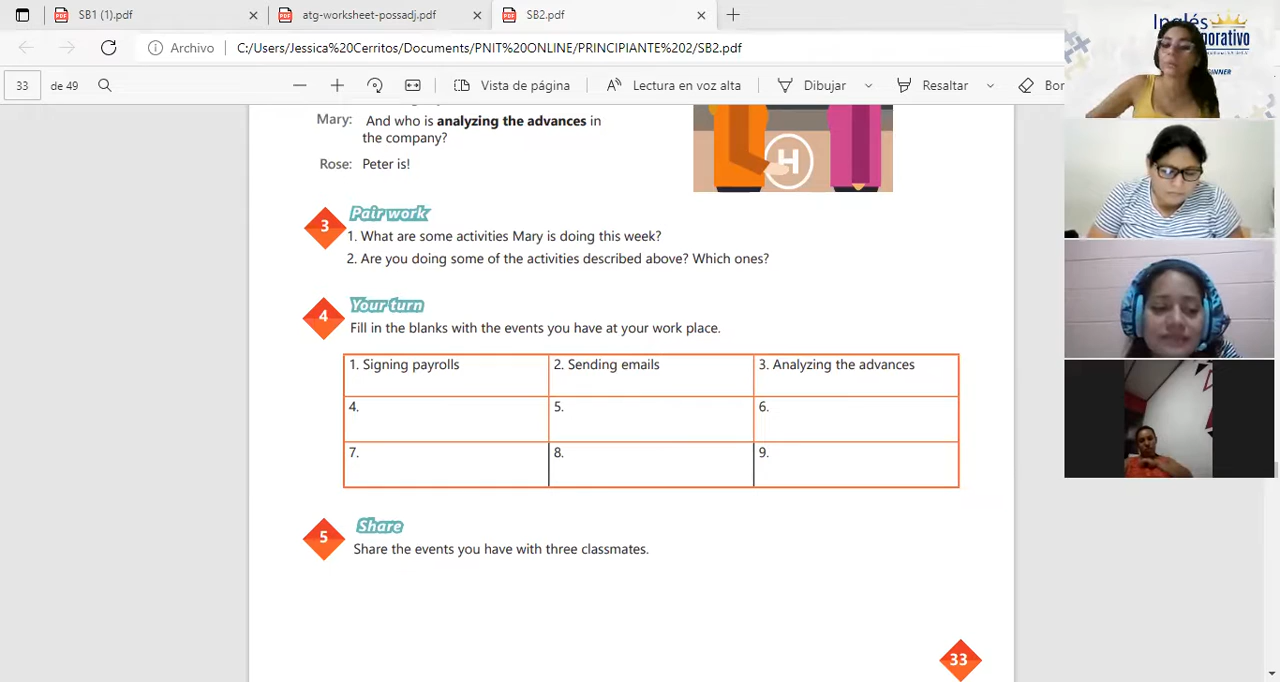 SB1 (1).pdf
atg-worksheet-possadj.pdf
SB2.pdf
Archivo
C:/Users/Jessica%20Cerritos/Documents/PNIT%20ONLINE/PRINCIPIANTE%202/SB2.pdf
33 de 49
Vista de página
Lectura en voz alta
Dibujar
Resaltar
Bor
Inglés
porativo
Mary: And who is analyzing the advances in
the company?
Rose: Peter is!
H
3 Pair work
1. What are some activities Mary is doing this week?
2. Are you doing some of the activities described above? Which ones?
4 Your turn
Fill in the blanks with the events you have at your work place.
1. Signing payrolls
2. Sending emails
3. Analyzing the advances
4.
5.
6.
7.
8.
9.
5 Share
Share the events you have with three classmates.
33